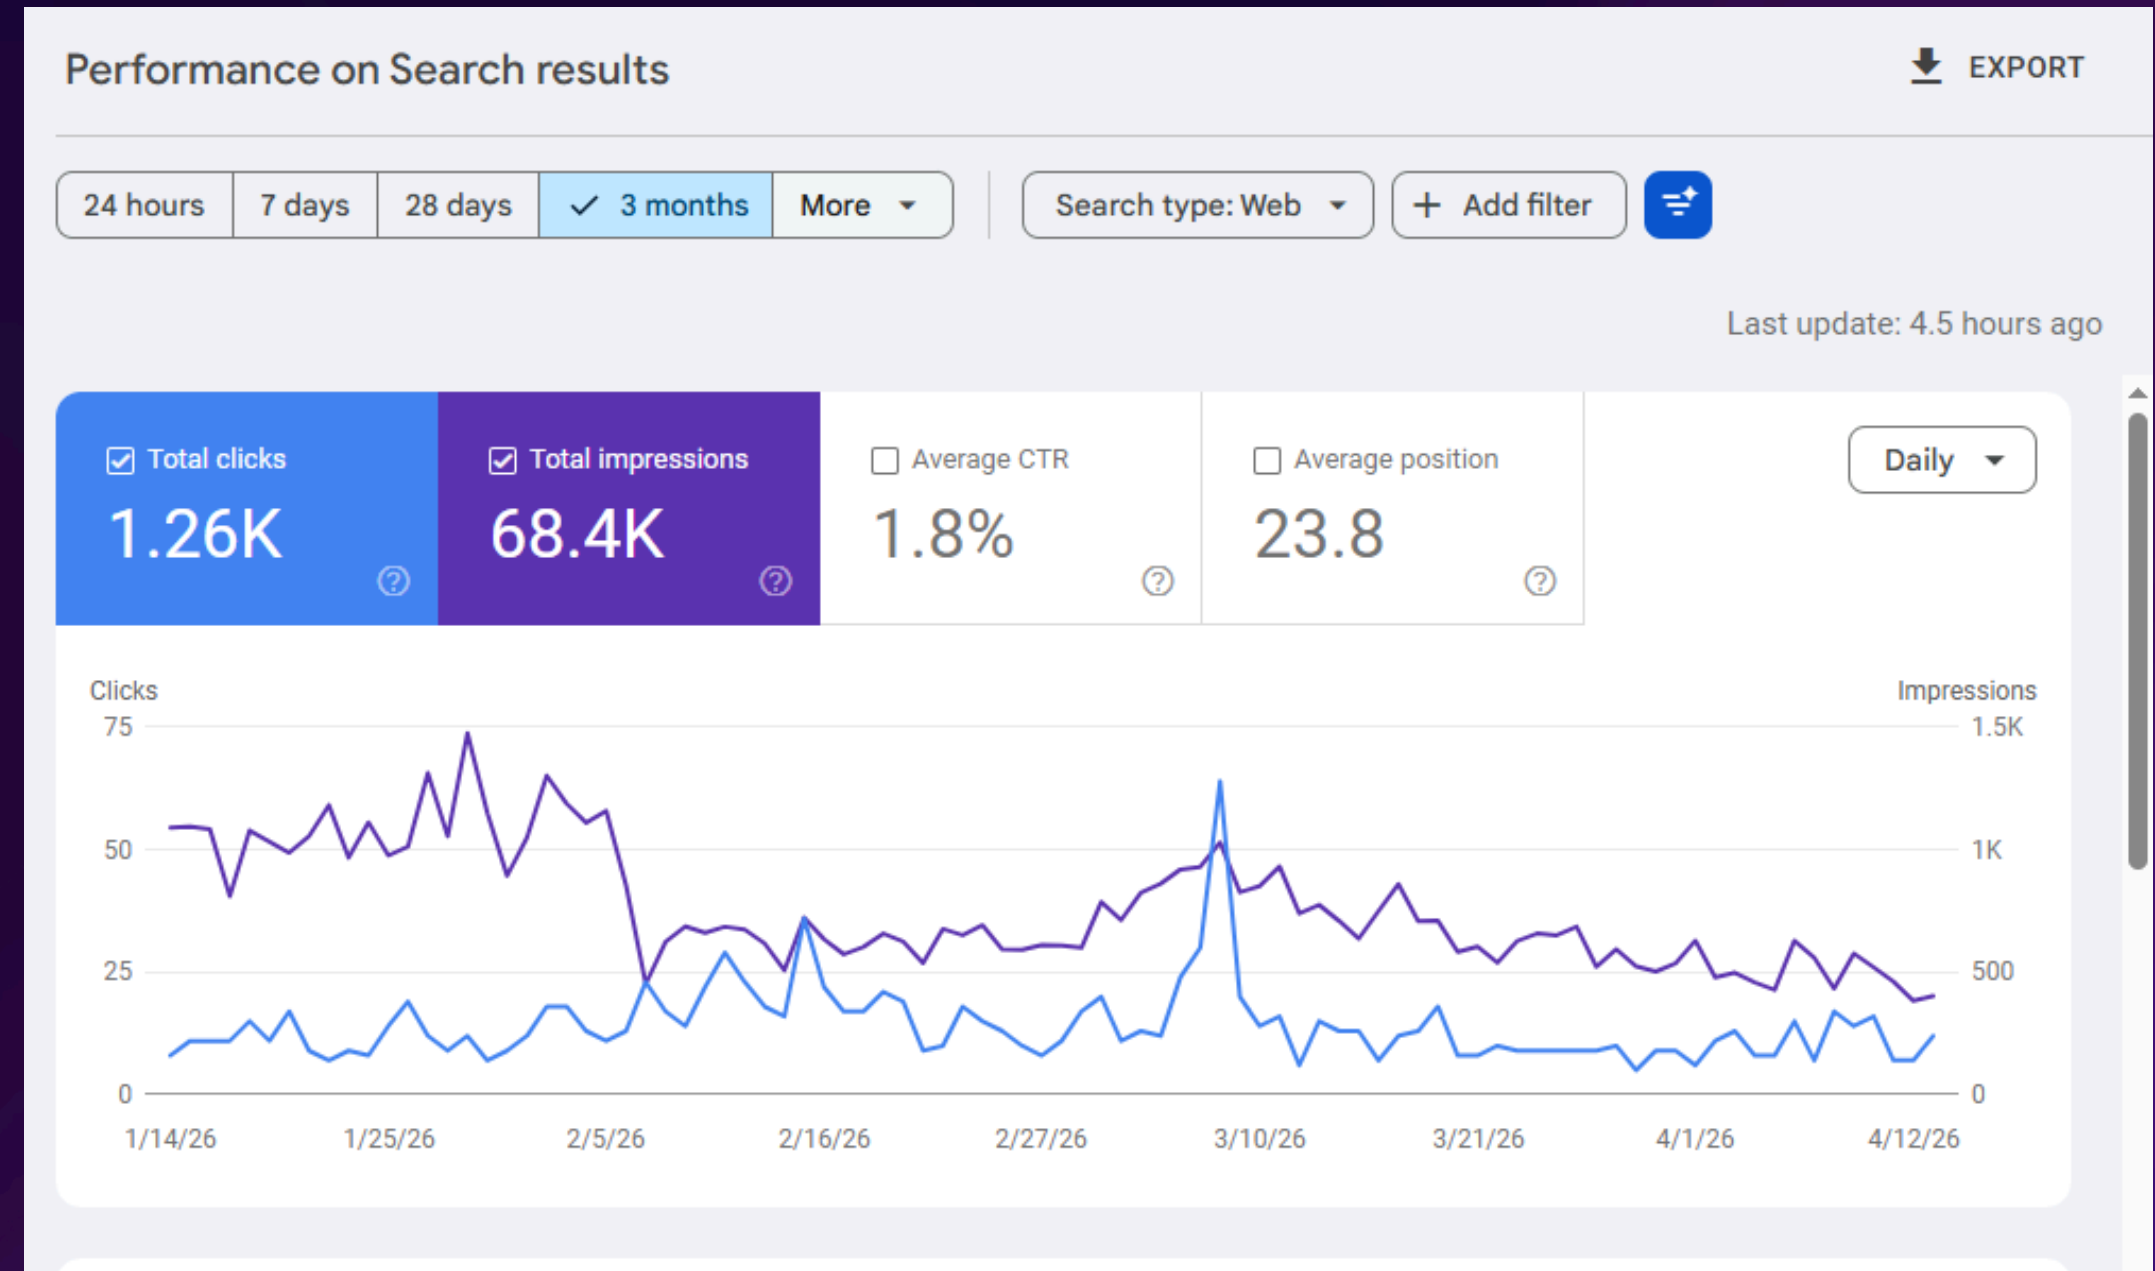 Performance on Search results
EXPORT
24 hours
7 days
28 days
3 months
More
Search type: Web
Add filter
Last update: 4.5 hours ago
Total clicks
1.26K
Total impressions
68.4K
Average CTR
1.8%
Average position
23.8
Daily
Clicks
Impressions
75
1.5K
50
1K
25
500
0
0
1/14/26
1/25/26
2/5/26
2/16/26
2/27/26
3/10/26
3/21/26
4/1/26
4/12/26